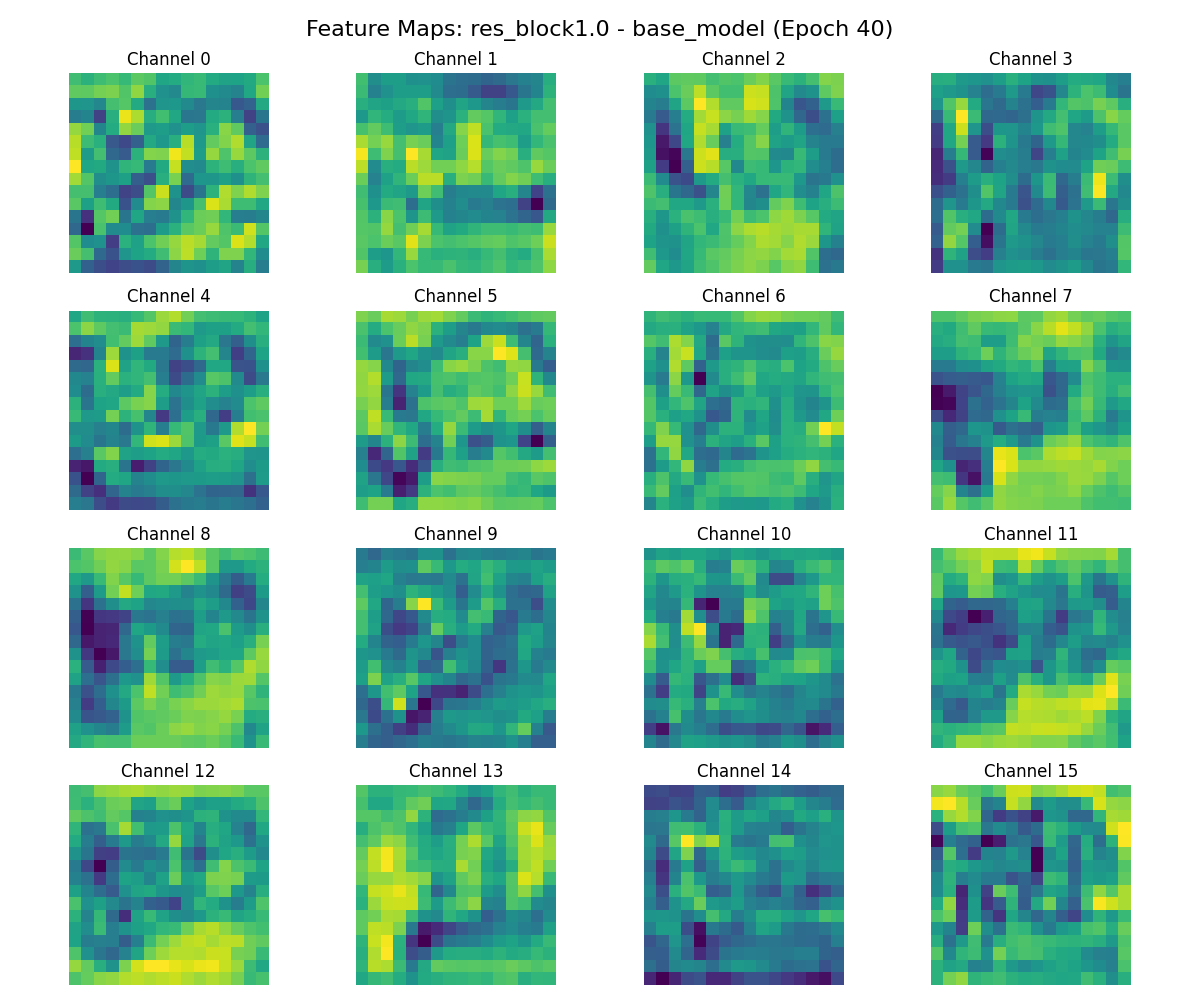 Feature Maps: res_block1.0 - base_model (Epoch 40)
Channel 0
Channel 1
Channel 2
Channel 3
Channel 4
Channel 5
Channel 6
Channel 7
Channel 8
Channel 9
Channel 10
Channel 11
Channel 12
Channel 13
Channel 14
Channel 15